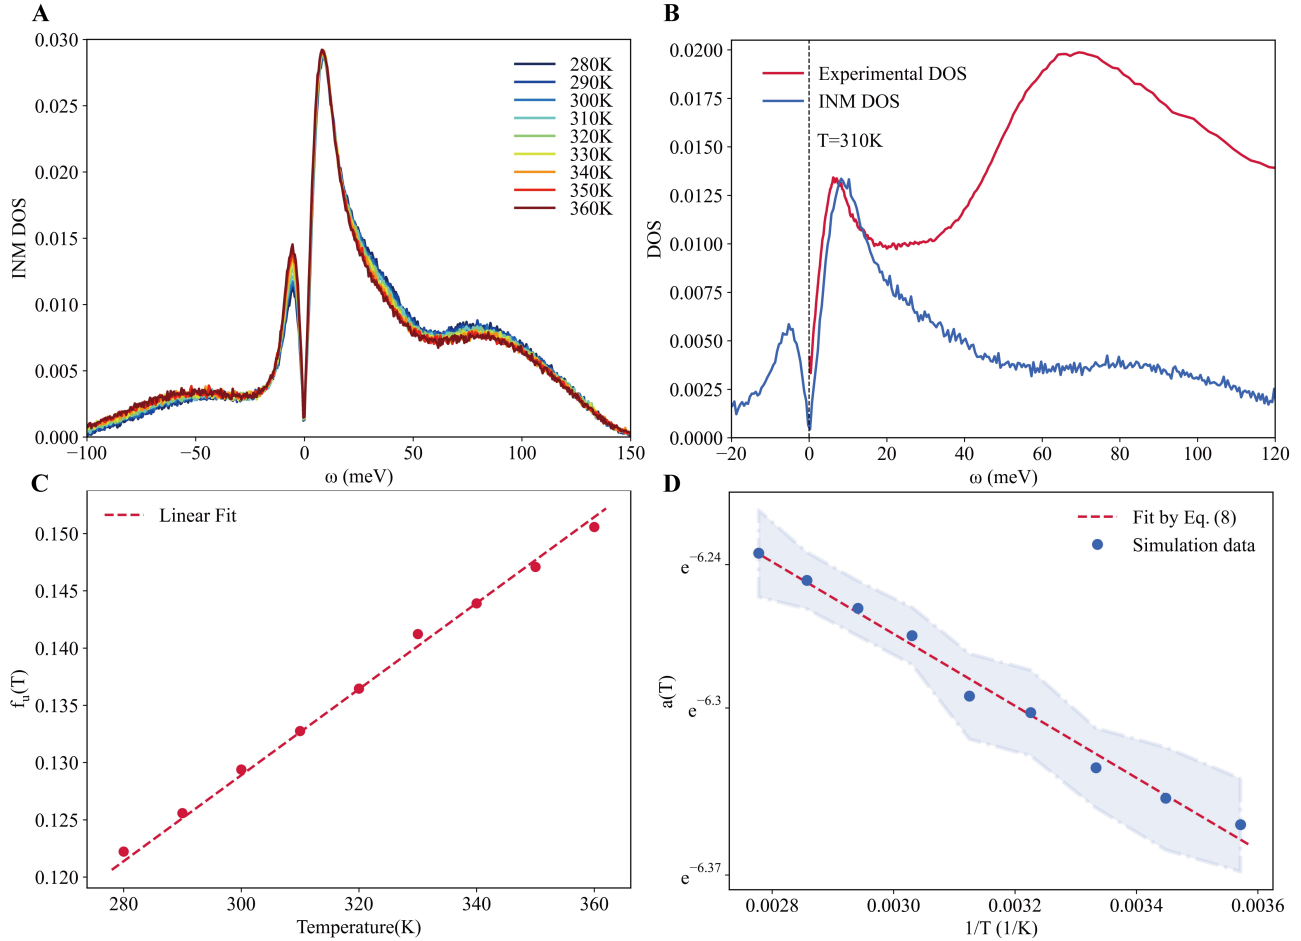 A
INM DOS
0.030
0.025
0.020
0.015
0.010
0.005
0.000
280K
290K
300K
310K
320K
330K
340K
350K
360K
−100
−50
0
50
100
150
ω (meV)
B
DOS
0.0200
0.0175
0.0150
0.0125
0.0100
0.0075
0.0050
0.0025
0.0000
Experimental DOS
INM DOS
T=310K
−20
0
20
40
60
80
100
120
ω (meV)
C
f_u(T)
0.150
0.145
0.140
0.135
0.130
0.125
0.120
Linear Fit
280
300
320
340
360
Temperature(K)
D
a(T)
e^−6.24
e^−6.3
e^−6.37
Fit by Eq. (8)
Simulation data
0.0028
0.0030
0.0032
0.0034
0.0036
1/T (1/K)